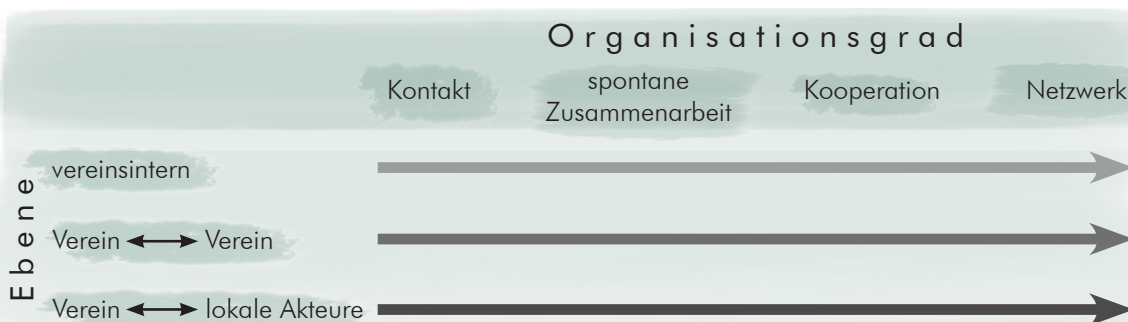 Organisationsgrad
Kontakt
spontane
Zusammenarbeit
Kooperation
Netzwerk
Ebene
vereinsintern
Verein ↔ Verein
Verein ↔ lokale Akteure